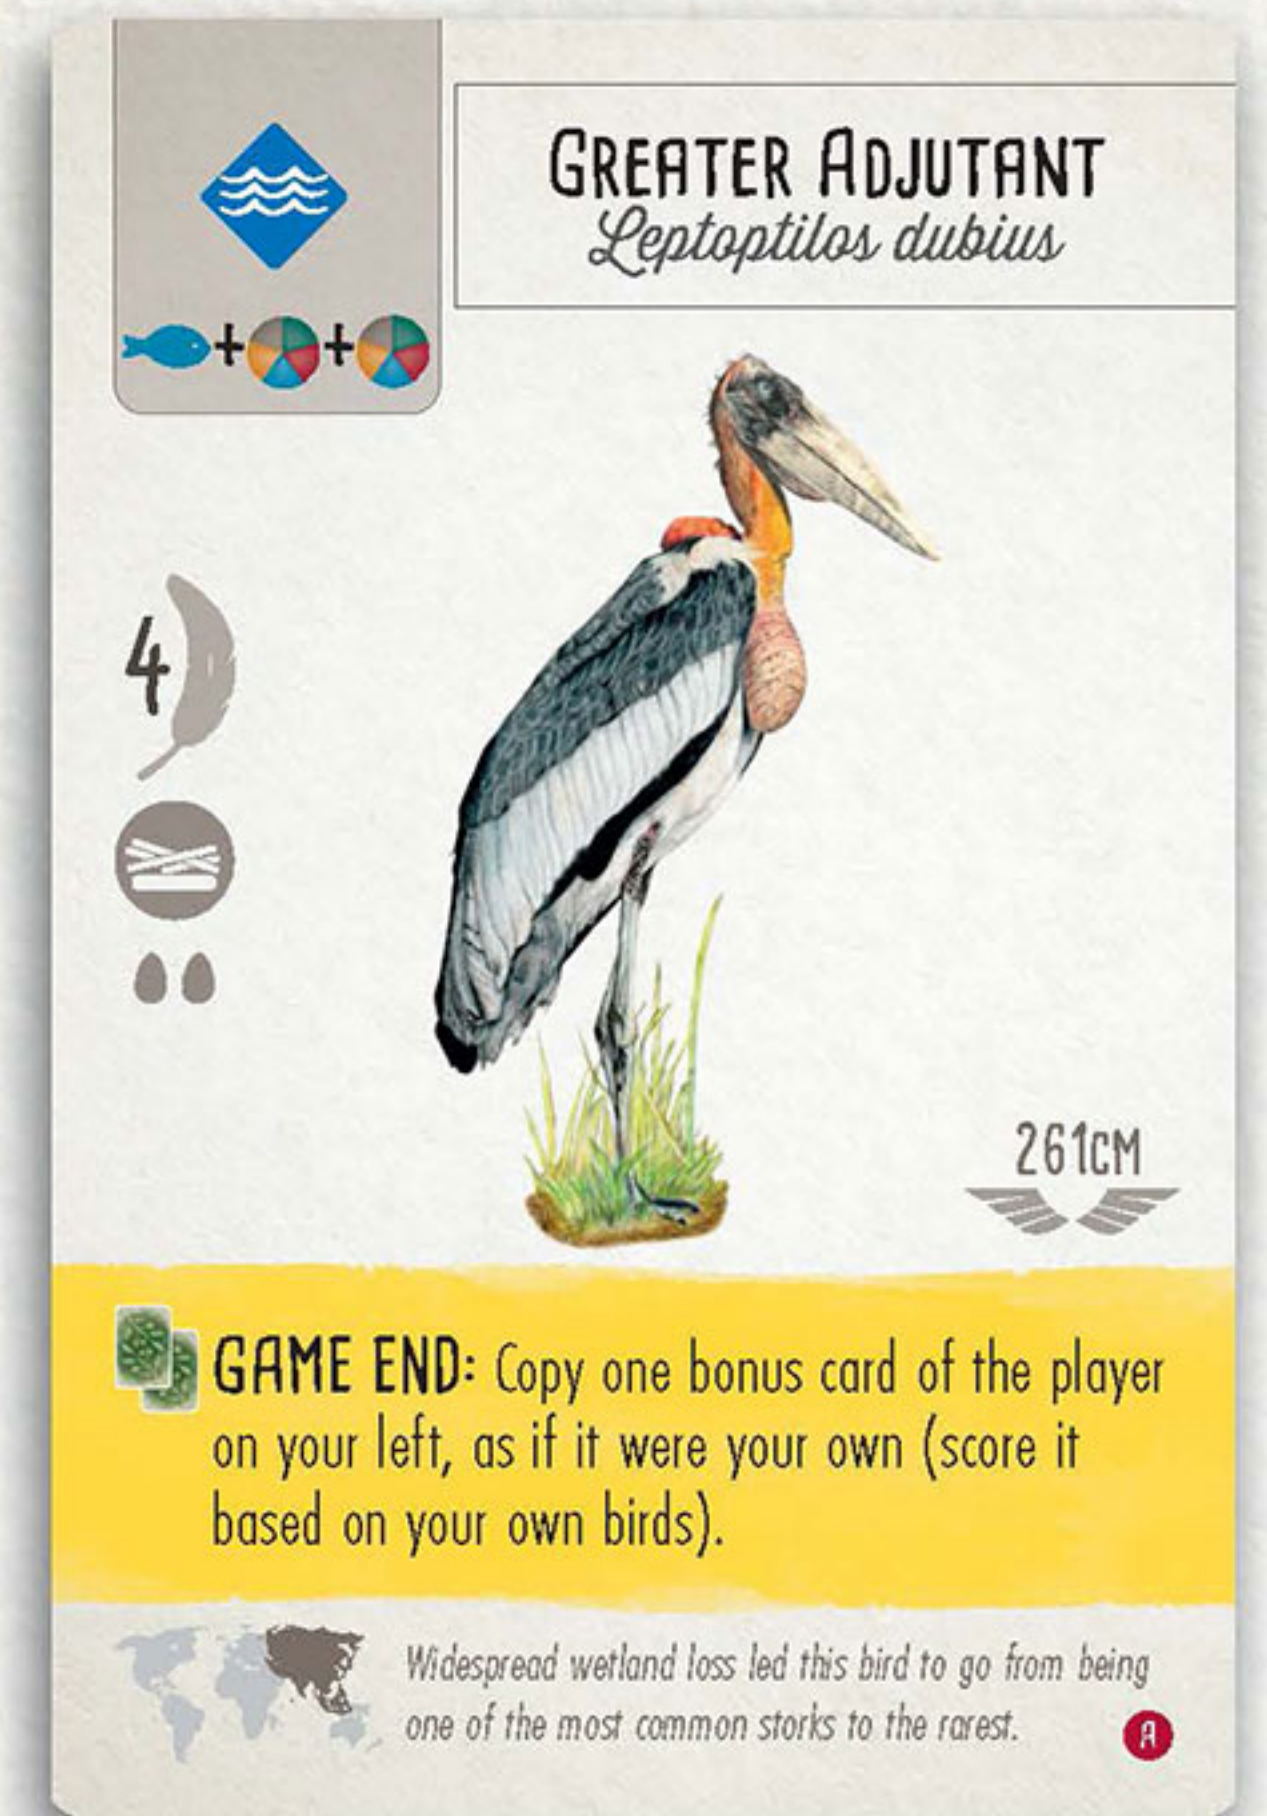 GREATER ADJUTANT
Leptoptilos dubius
+ +
4
261CM
GAME END: Copy one bonus card of the player
on your left, as if it were your own (score it
based on your own birds).
Widespread wetland loss led this bird to go from being
one of the most common storks to the rarest.
A